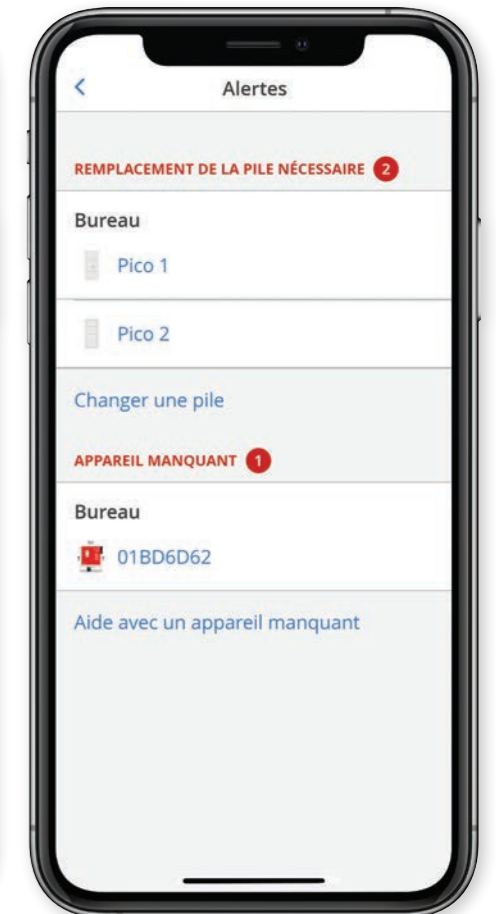 Alertes
REMPLACEMENT DE LA PILE NÉCESSAIRE 2
Bureau
Pico 1
Pico 2
Changer une pile
APPAREIL MANQUANT 1
Bureau
01BD6D62
Aide avec un appareil manquant